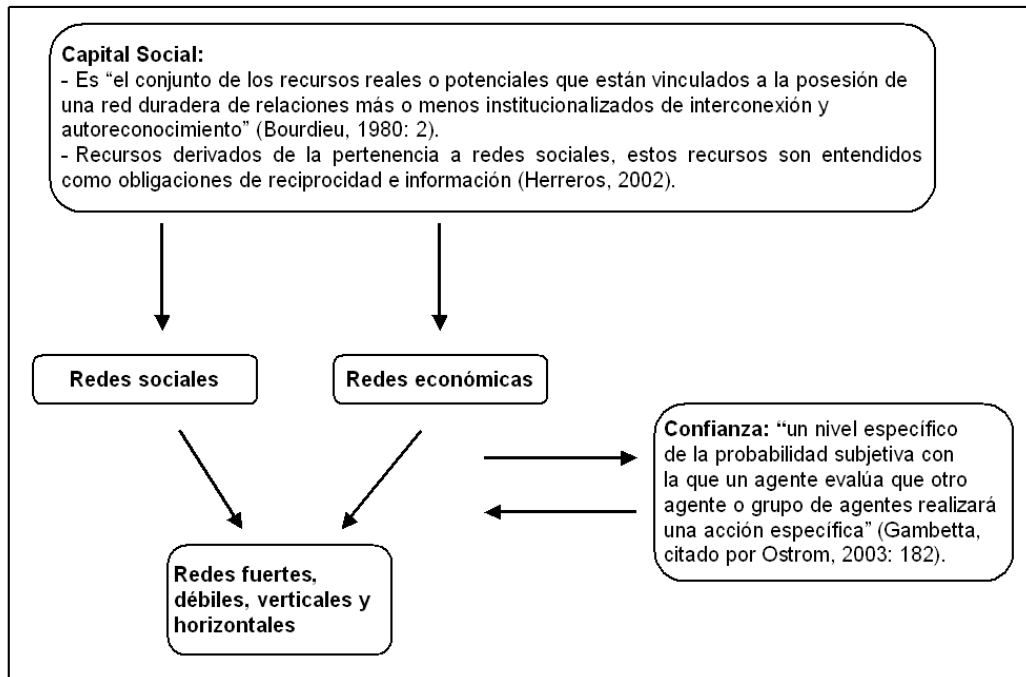 Capital Social:
- Es “el conjunto de los recursos reales o potenciales que están vinculados a la posesión de
una red duradera de relaciones más o menos institucionalizados de interconexión y
autoreconocimiento” (Bourdieu, 1980: 2).
- Recursos derivados de la pertenencia a redes sociales, estos recursos son entendidos
como obligaciones de reciprocidad e información (Herreros, 2002).
Redes sociales
Redes económicas
Confianza: “un nivel específico
de la probabilidad subjetiva con
la que un agente evalúa que otro
agente o grupo de agentes realizará
una acción específica” (Gambetta,
citado por Ostrom, 2003: 182).
Redes fuertes,
débiles, verticales y
horizontales